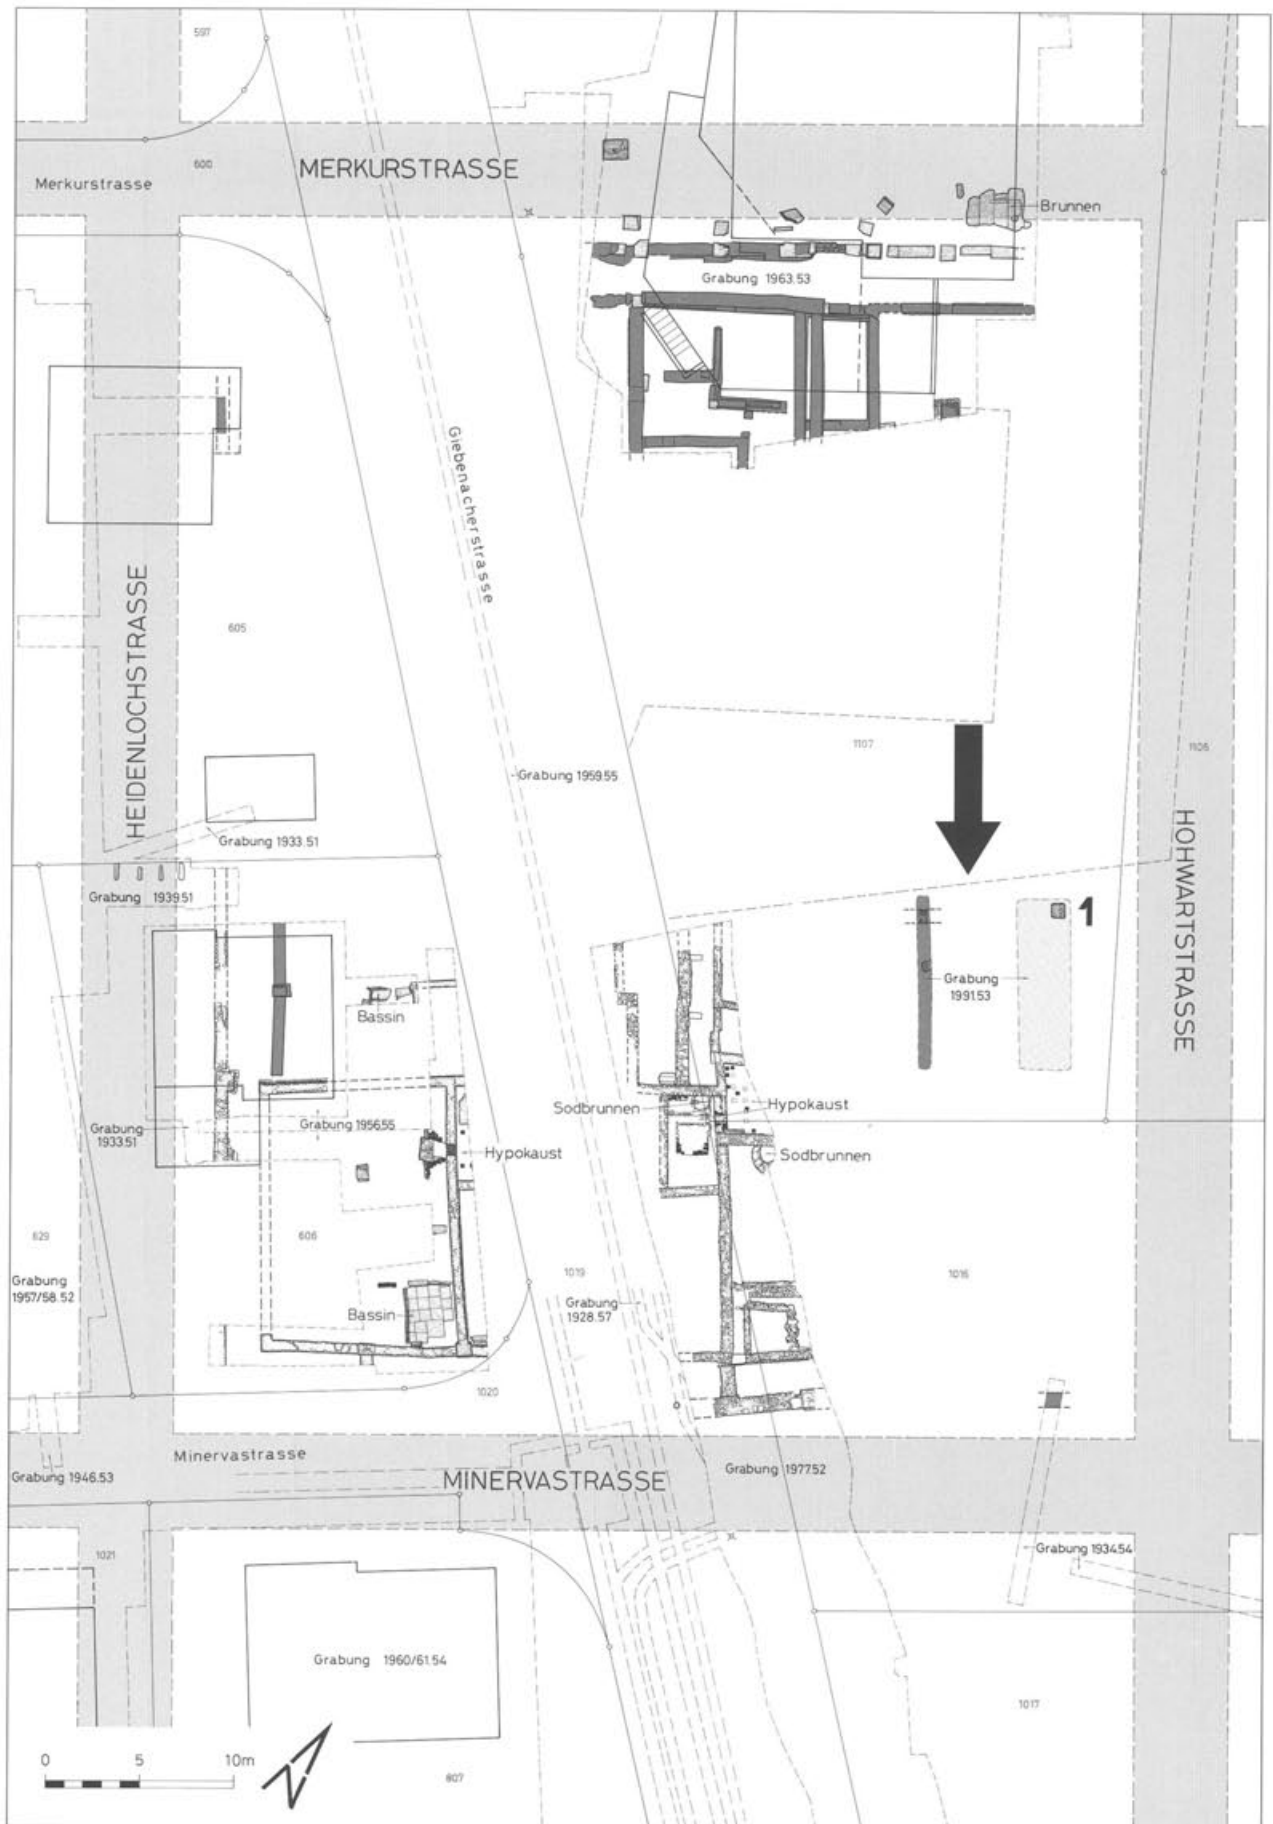 597
MERKURSTRASSE
600
Merkurstrasse
Brunnen
Grabung 1963.53
Giebenacherstrasse
HEIDENLOCHSTRASSE
605
1107
1106
Grabung 1959.55
HOHWARTSTRASSE
Grabung 1933.51
Grabung 1939.51
1
Grabung
1991.53
Bassin
Sodbrunnen
Hypokaust
Grabung
1933.51
Grabung 1956.55
Hypokaust
Sodbrunnen
629
606
1019
1016
Grabung
1957/58.52
Grabung
1928.57
Bassin
1020
Minervastrasse
Grabung 1946.53
MINERVASTRASSE
Grabung 1977.52
1021
Grabung 1934.54
Grabung 1960/61.54
1017
0 5 10m
N
807